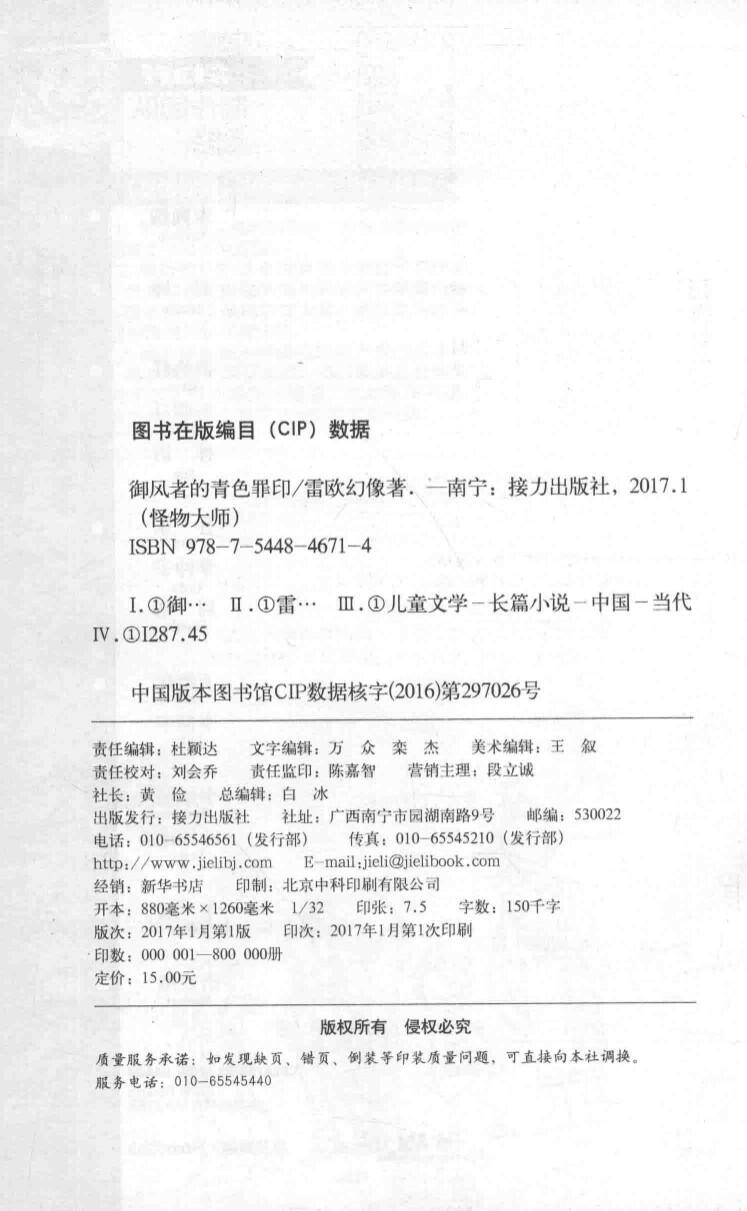 图书在版编目（CIP）数据
御风者的青色罪印/雷欧幻像著．—南宁：接力出版社，2017.1
（怪物大师）
ISBN 978-7-5448-4671-4
Ⅰ.①御… Ⅱ.①雷… Ⅲ.①儿童文学－长篇小说－中国－当代
Ⅳ.①I287.45
中国版本图书馆CIP数据核字(2016)第297026号
责任编辑：杜颖达 文字编辑：万 众 栾 杰 美术编辑：王 叙
责任校对：刘会乔 责任监印：陈嘉智 营销主理：段立诚
社长：黄 俭 总编辑：白 冰
出版发行：接力出版社 社址：广西南宁市园湖南路9号 邮编：530022
电话：010-65546561（发行部） 传真：010-65545210（发行部）
http://www.jielibj.com E-mail:jieli@jielibook.com
经销：新华书店 印制：北京中科印刷有限公司
开本：880毫米×1260毫米 1/32 印张：7.5 字数：150千字
版次：2017年1月第1版 印次：2017年1月第1次印刷
印数：000 001—800 000册
定价：15.00元
版权所有 侵权必究
质量服务承诺：如发现缺页、错页、倒装等印装质量问题，可直接向本社调换。
服务电话：010-65545440